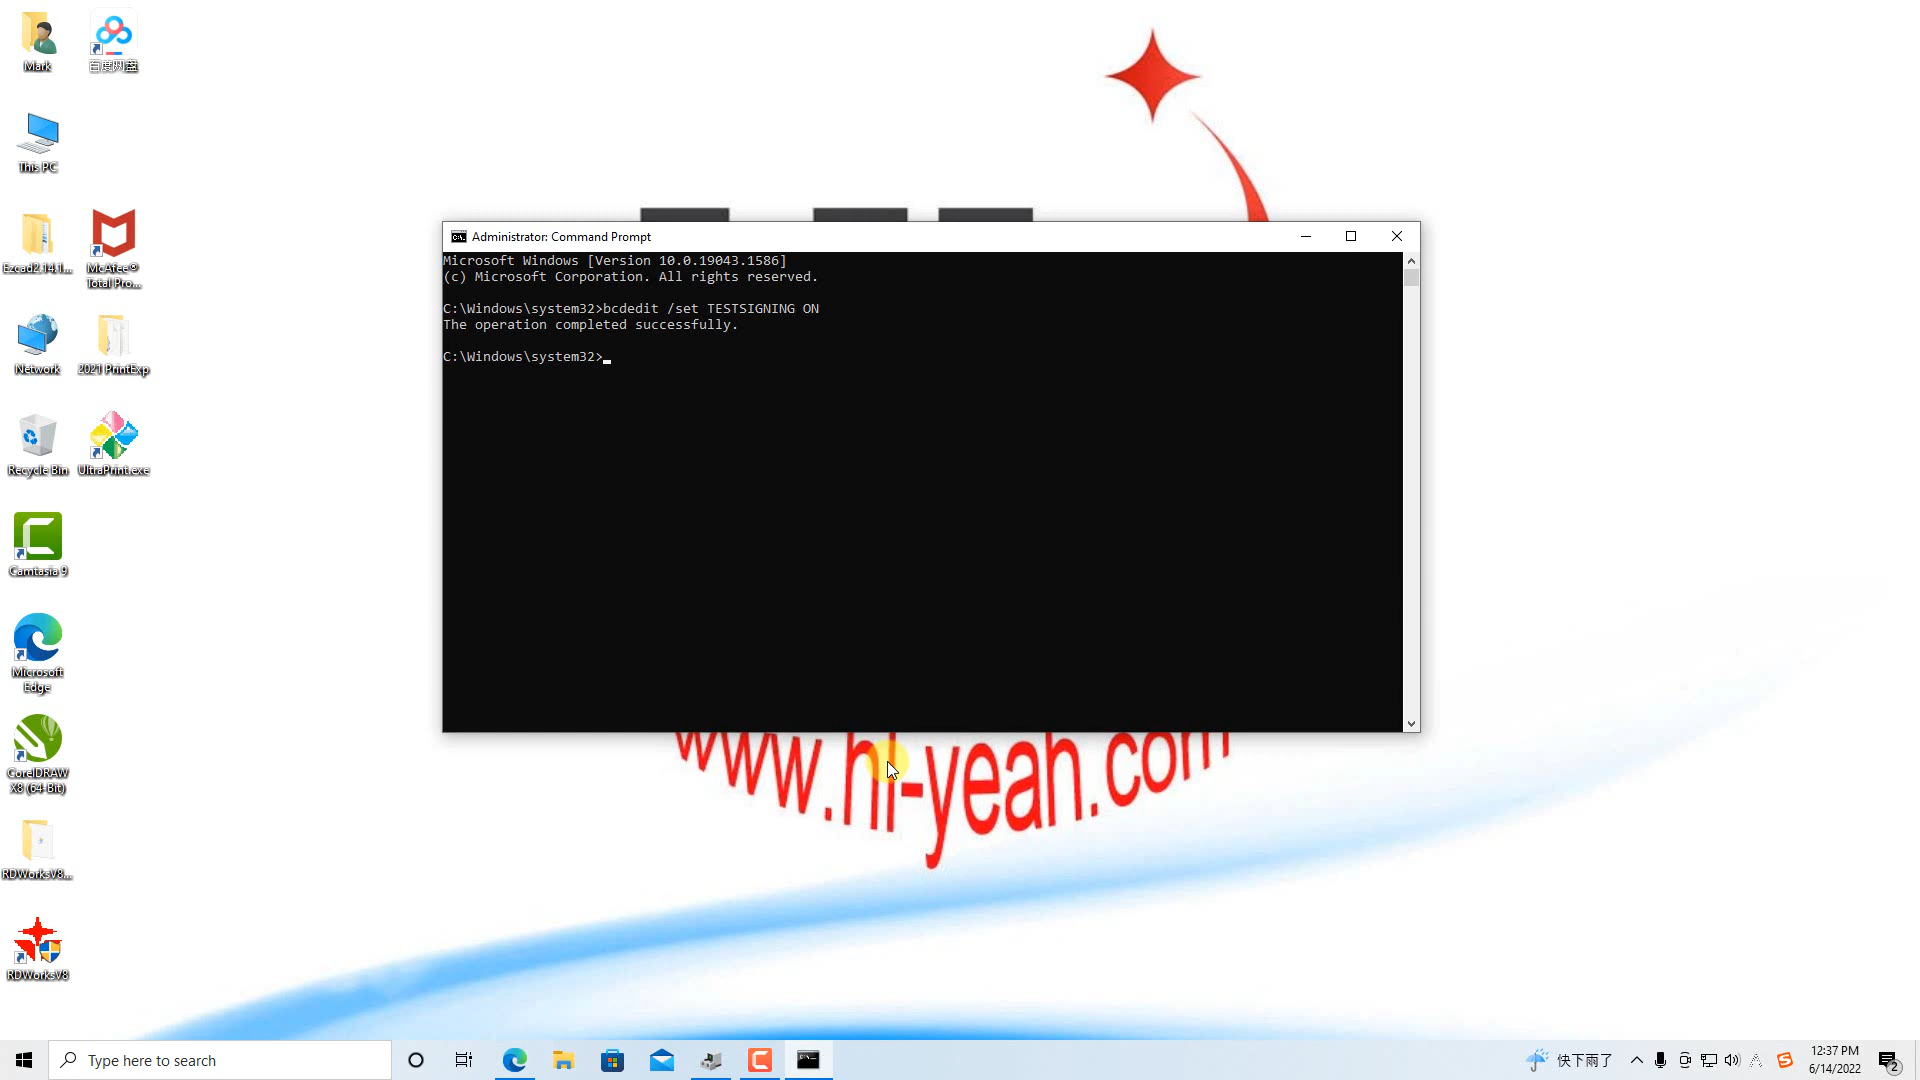 Mark
百度网盘
This PC
Ezcad2.14.1...
McAfee®
Total Pro...
Network
2021 PrintExp
Recycle Bin
UltraPrint.exe
Camtasia 9
Microsoft
Edge
CorelDRAW
X8 (64-Bit)
RDWorksV8...
RDWorksV8
Administrator: Command Prompt
Microsoft Windows [Version 10.0.19043.1586]
(c) Microsoft Corporation. All rights reserved.
C:\Windows\system32>bcdedit /set TESTSIGNING ON
The operation completed successfully.
C:\Windows\system32>
www.hi-yeah.com
Type here to search
快下雨了
12:37 PM
6/14/2022
2